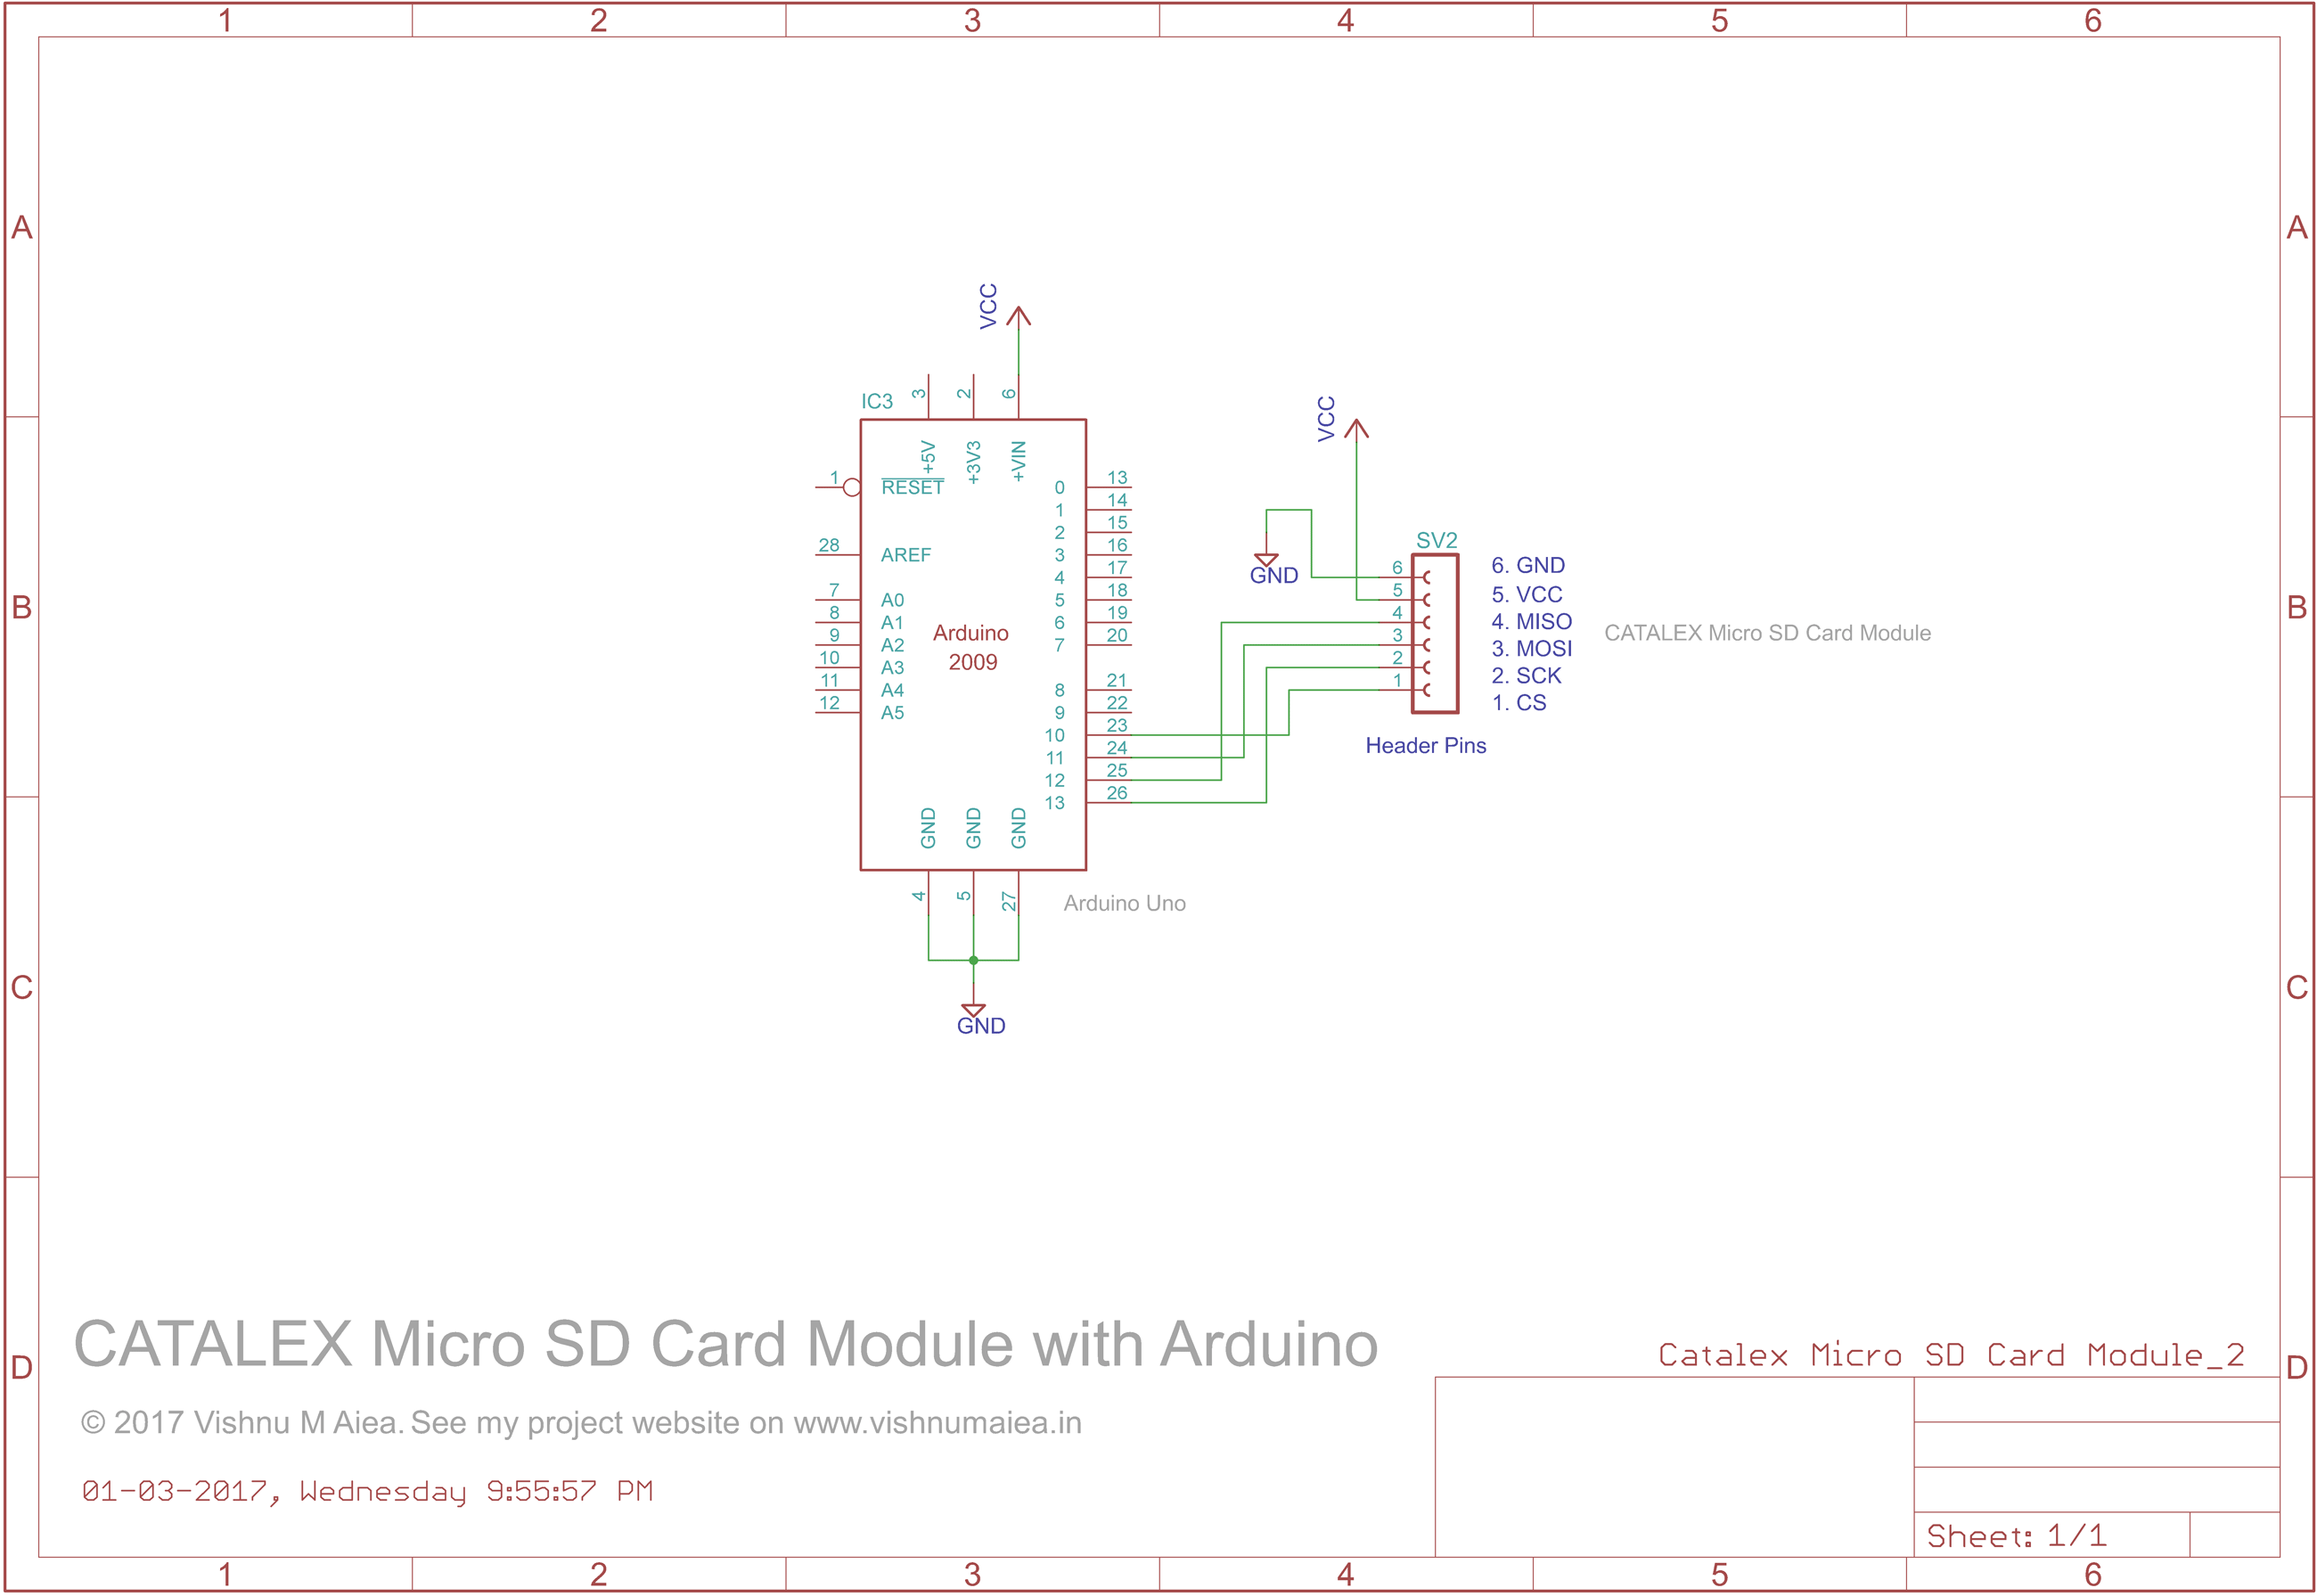 1 2 3 4 5 6
A A
VCC
VCC
IC3
3 2 6
+5V +3V3 +VIN
1 RESET
28 AREF
7 A0
8 A1
9 A2
10 A3
11 A4
12 A5
Arduino
2009
0 13
1 14
2 15
3 16
4 17
5 18
6 19
7 20
8 21
9 22
10 23
11 24
12 25
13 26
GND GND GND
4 5 27
GND
Arduino Uno
GND
SV2
6
5
4
3
2
1
6. GND
5. VCC
4. MISO
3. MOSI
2. SCK
1. CS
Header Pins
CATALEX Micro SD Card Module
B B
C C
D D
CATALEX Micro SD Card Module with Arduino
© 2017 Vishnu M Aiea. See my project website on www.vishnumaiea.in
01-03-2017, Wednesday 9:55:57 PM
Catalex Micro SD Card Module_2
Sheet: 1/1
1 2 3 4 5 6